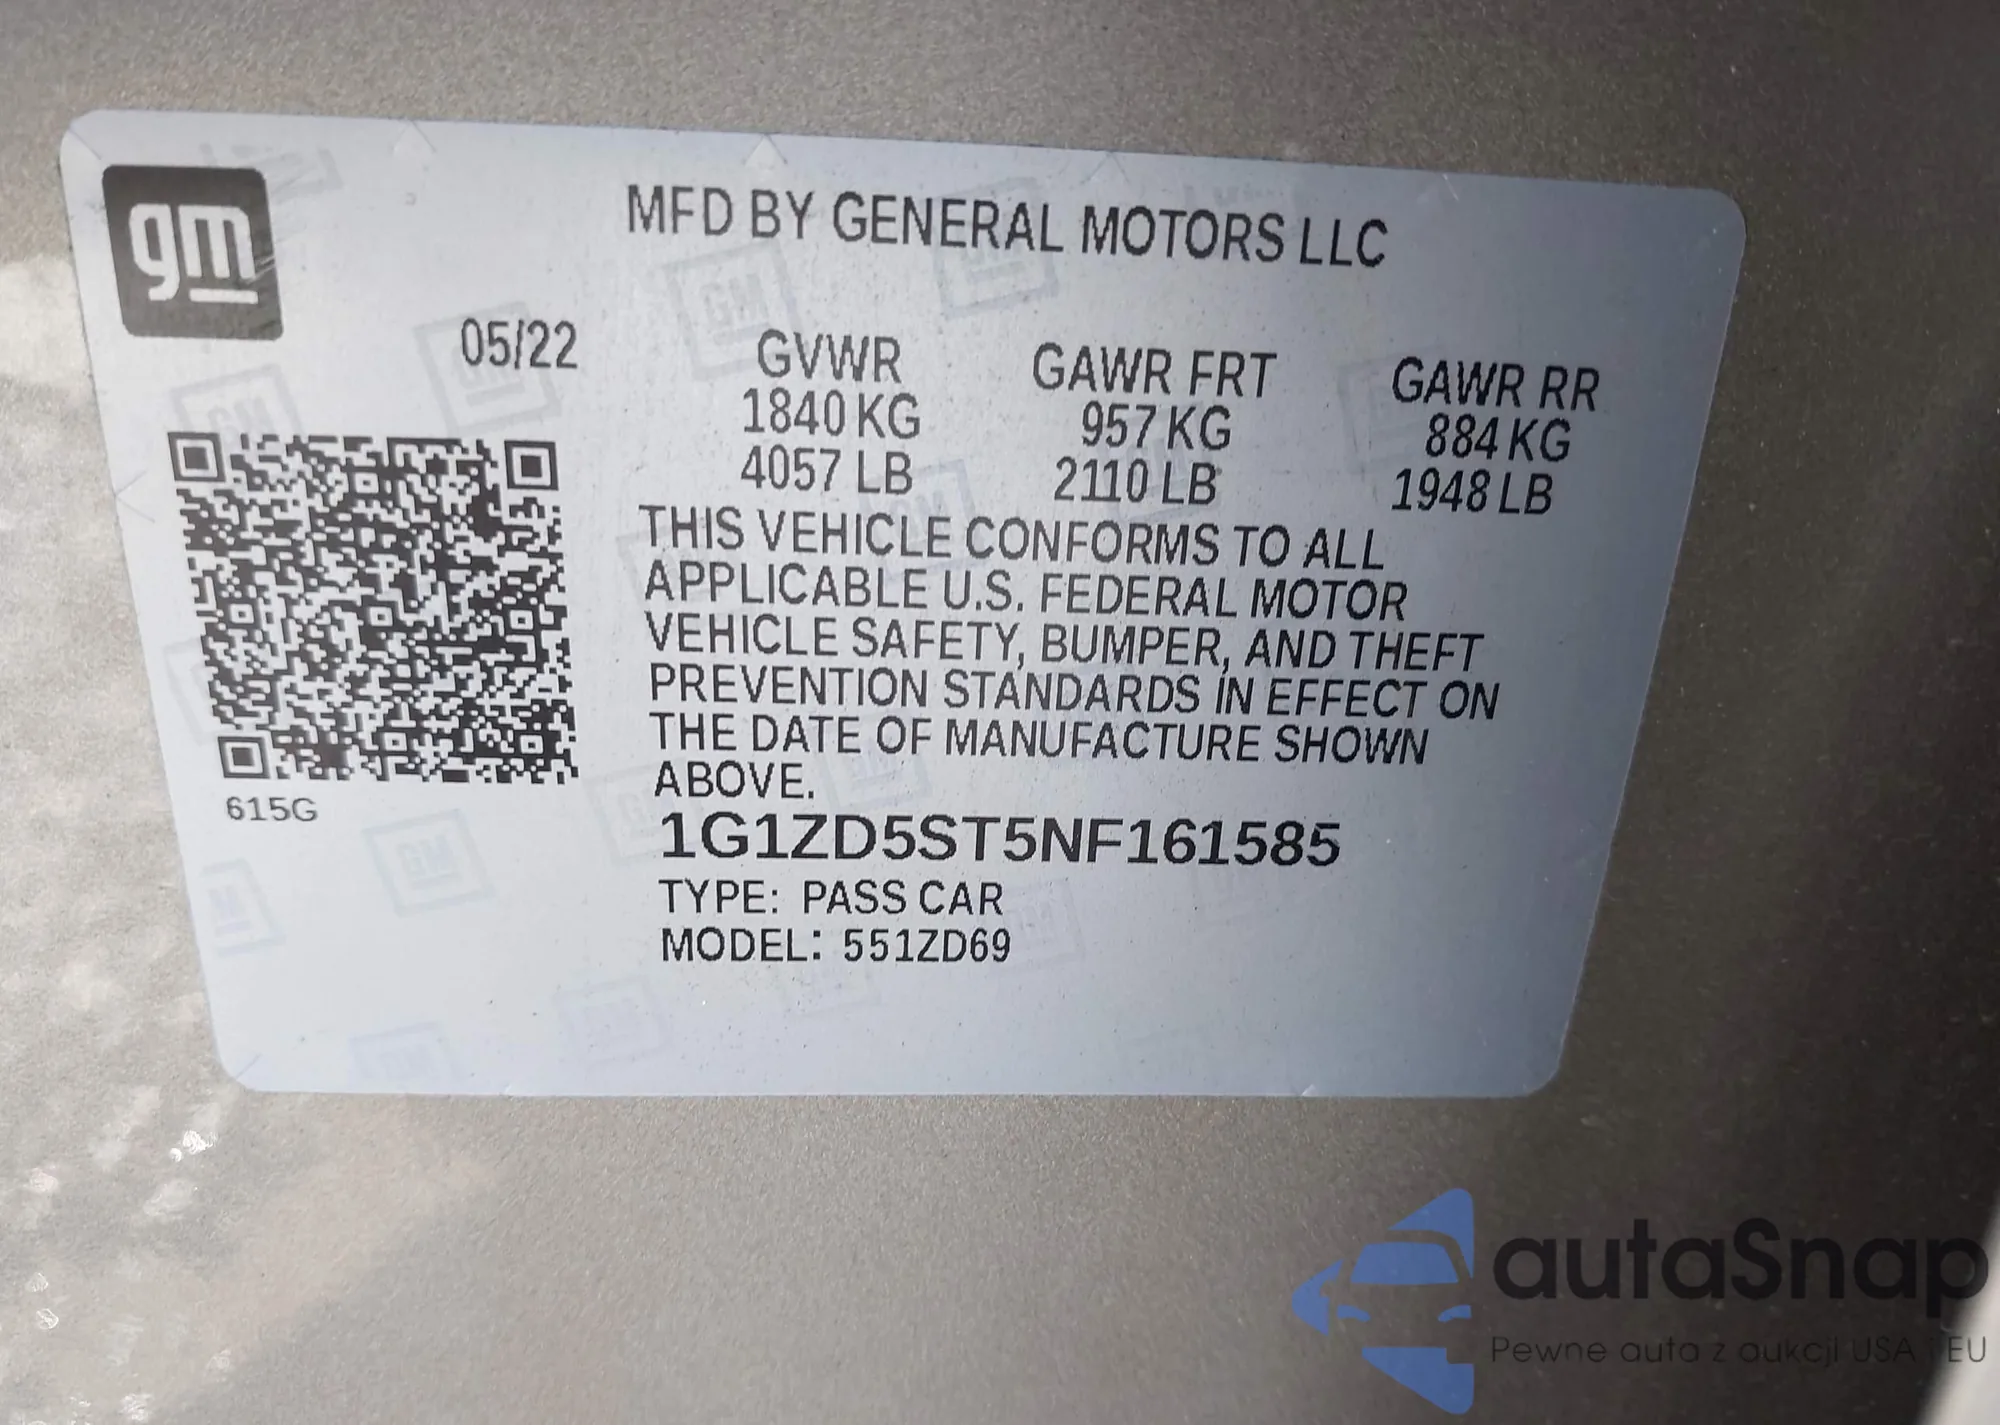 gm
MFD BY GENERAL MOTORS LLC
05/22
GVWR GAWR FRT GAWR RR
1840 KG 957 KG 884 KG
4057 LB 2110 LB 1948 LB
THIS VEHICLE CONFORMS TO ALL
APPLICABLE U.S. FEDERAL MOTOR
VEHICLE SAFETY, BUMPER, AND THEFT
PREVENTION STANDARDS IN EFFECT ON
THE DATE OF MANUFACTURE SHOWN
ABOVE.
615G
1G1ZD5ST5NF161585
TYPE: PASS CAR
MODEL: 551ZD69
autaSnap
Pewne auta z aukcji USA i EU